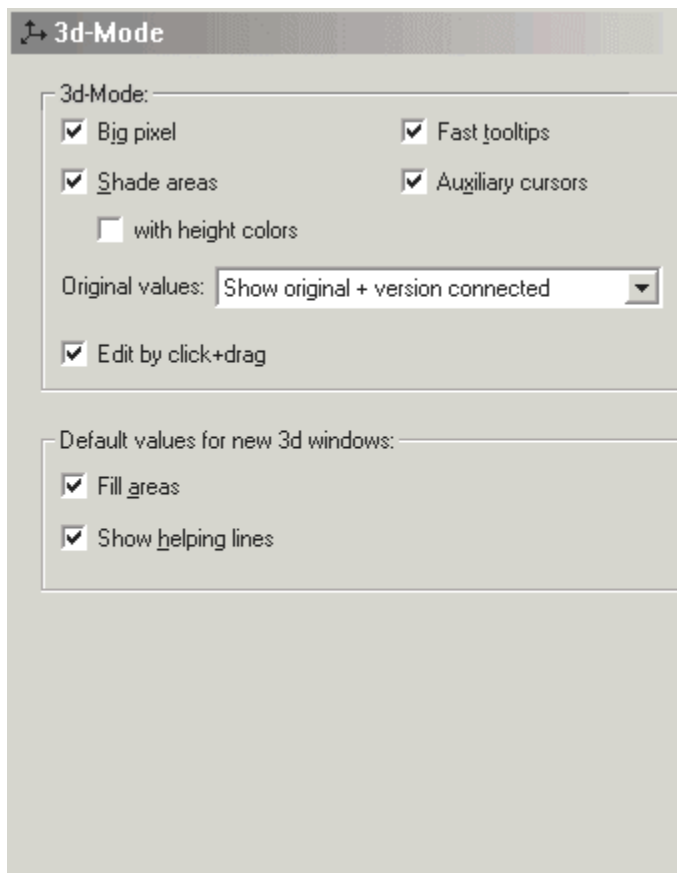 3d-Mode
3d-Mode:
Big pixel
Fast tooltips
Shade areas
Auxiliary cursors
with height colors
Original values: Show original + version connected
Edit by click+drag
Default values for new 3d windows:
Fill areas
Show helping lines